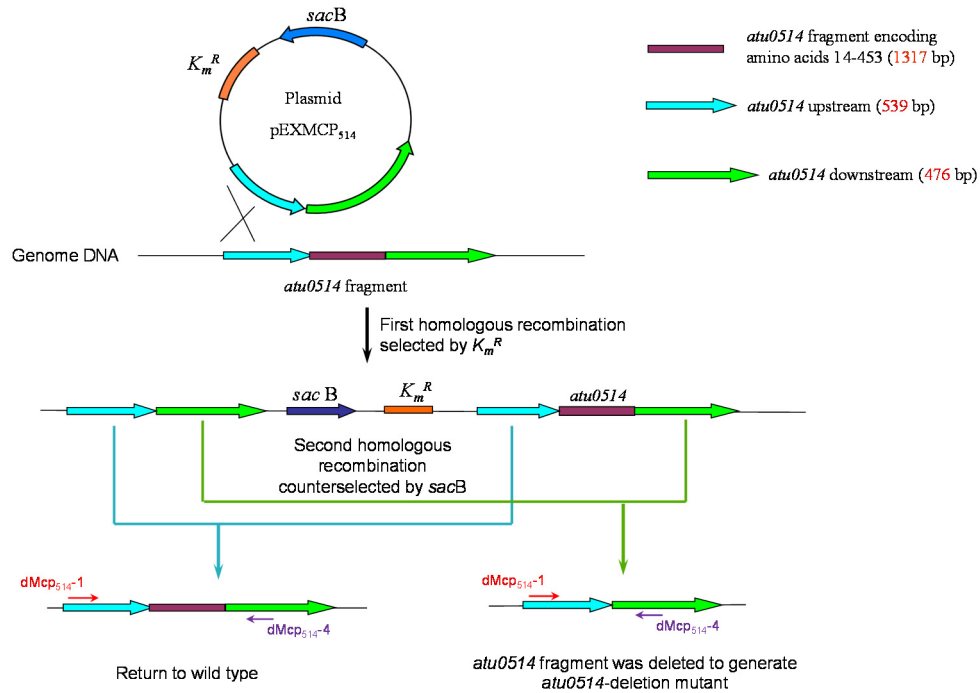 sacB
KmR
Plasmid
pEXMCP514
atu0514 fragment encoding
amino acids 14-453 (1317 bp)
atu0514 upstream (539 bp)
atu0514 downstream (476 bp)
Genome DNA
atu0514 fragment
First homologous recombination
selected by KmR
sac B
KmR
atu0514
Second homologous
recombination
counterselected by sacB
dMcp514-1
dMcp514-4
dMcp514-1
dMcp514-4
Return to wild type
atu0514 fragment was deleted to generate
atu0514-deletion mutant